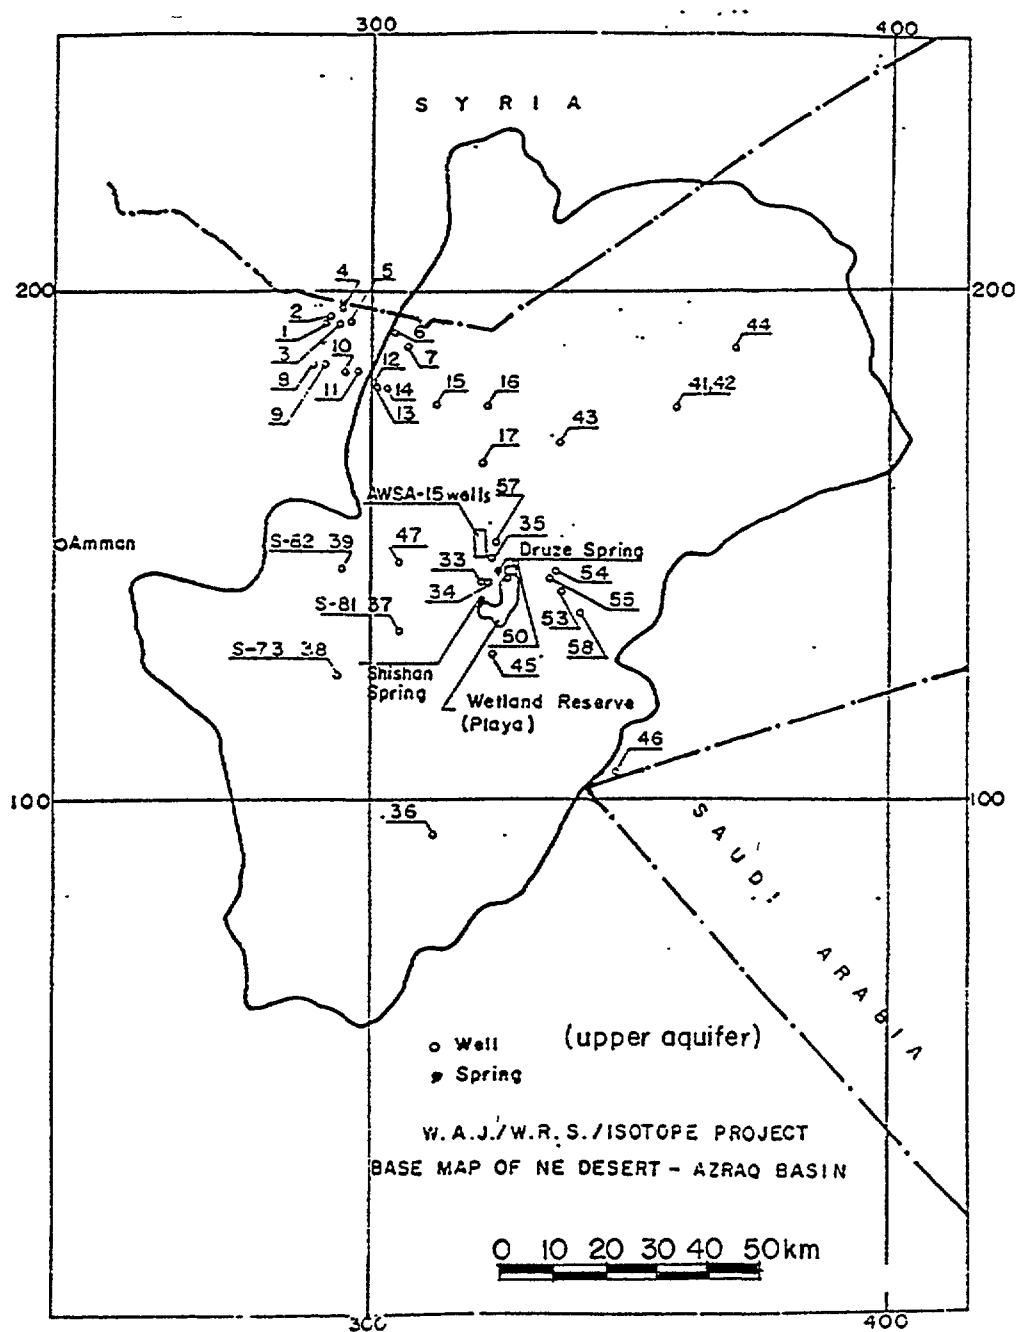 300 400
S Y R I A
4 5
200 200
2
1 6 44
3 10 12 7
8
11 14 15 16 41,42
9 13
17 43
AWSA-15 wells 57
Amman S-82 39 47 35
Druze Spring
33 54
34
S-81 37 55
53
S-73 38 50 58
Shishan 45
Spring
Wetland Reserve
(Playa)
46
100 100
36
SAUDI ARABIA
Well (upper aquifer)
Spring
W.A.J./W.R.S./ISOTOPE PROJECT
BASE MAP OF NE DESERT - AZRAQ BASIN
0 10 20 30 40 50km
300 400